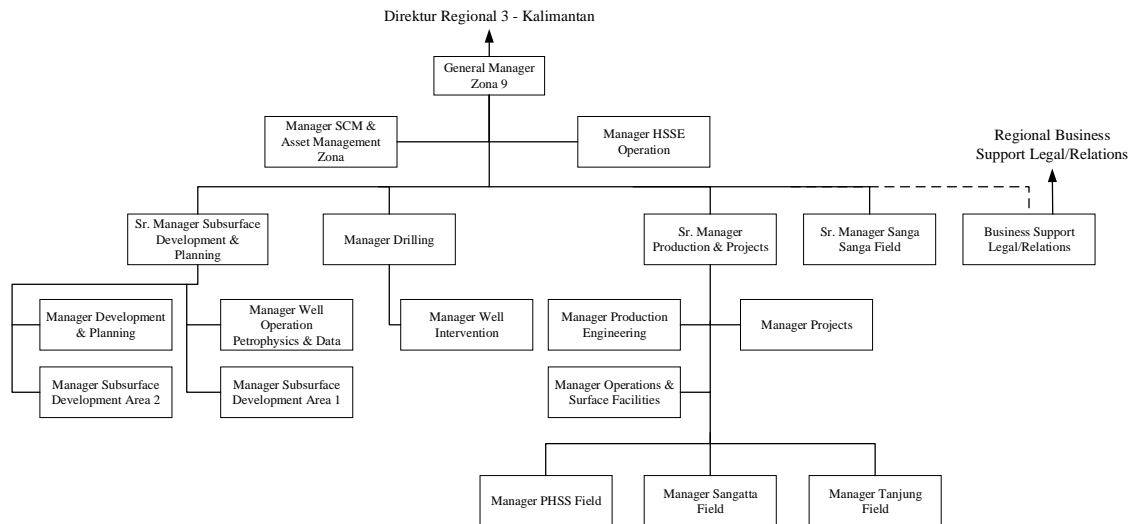 Direktur Regional 3 - Kalimantan
General Manager
Zona 9
Manager SCM &
Asset Management
Zona
Manager HSSE
Operation
Regional Business
Support Legal/Relations
Sr. Manager Subsurface
Development &
Planning
Manager Drilling
Sr. Manager
Production & Projects
Sr. Manager Sanga
Sanga Field
Business Support
Legal/Relations
Manager Development
& Planning
Manager Well
Operation
Petrophysics & Data
Manager Well
Intervention
Manager Production
Engineering
Manager Projects
Manager Subsurface
Development Area 2
Manager Subsurface
Development Area 1
Manager Operations &
Surface Facilities
Manager PHSS Field
Manager Sangatta
Field
Manager Tanjung
Field